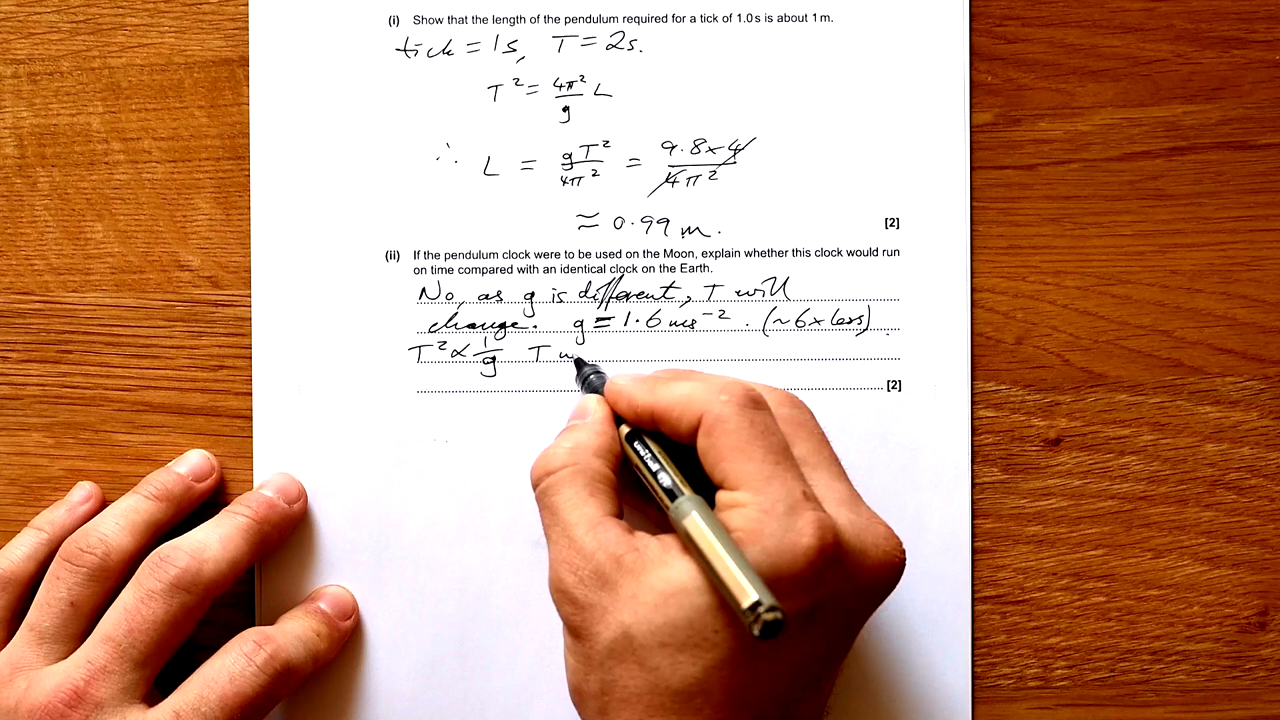 (i) Show that the length of the pendulum required for a tick of 1.0 s is about 1 m.
tick = 1s, T = 2s.
T² = 4π²/g L
∴ L = gT²/4π² = 9.8×4/4π²
≈ 0.99 m.
[2]
(ii) If the pendulum clock were to be used on the Moon, explain whether this clock would run
on time compared with an identical clock on the Earth.
No, as g is different, T will
change. g = 1.6 ms⁻². (~6× less).
T² ∝ 1/g T
[2]
uni-ball